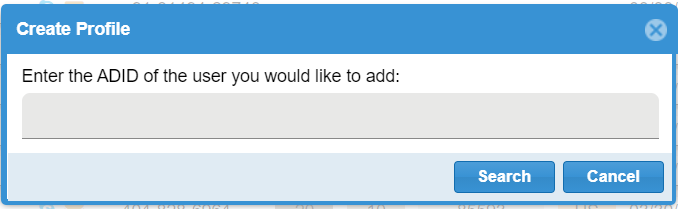 Create Profile
Enter the ADID of the user you would like to add:
Search Cancel